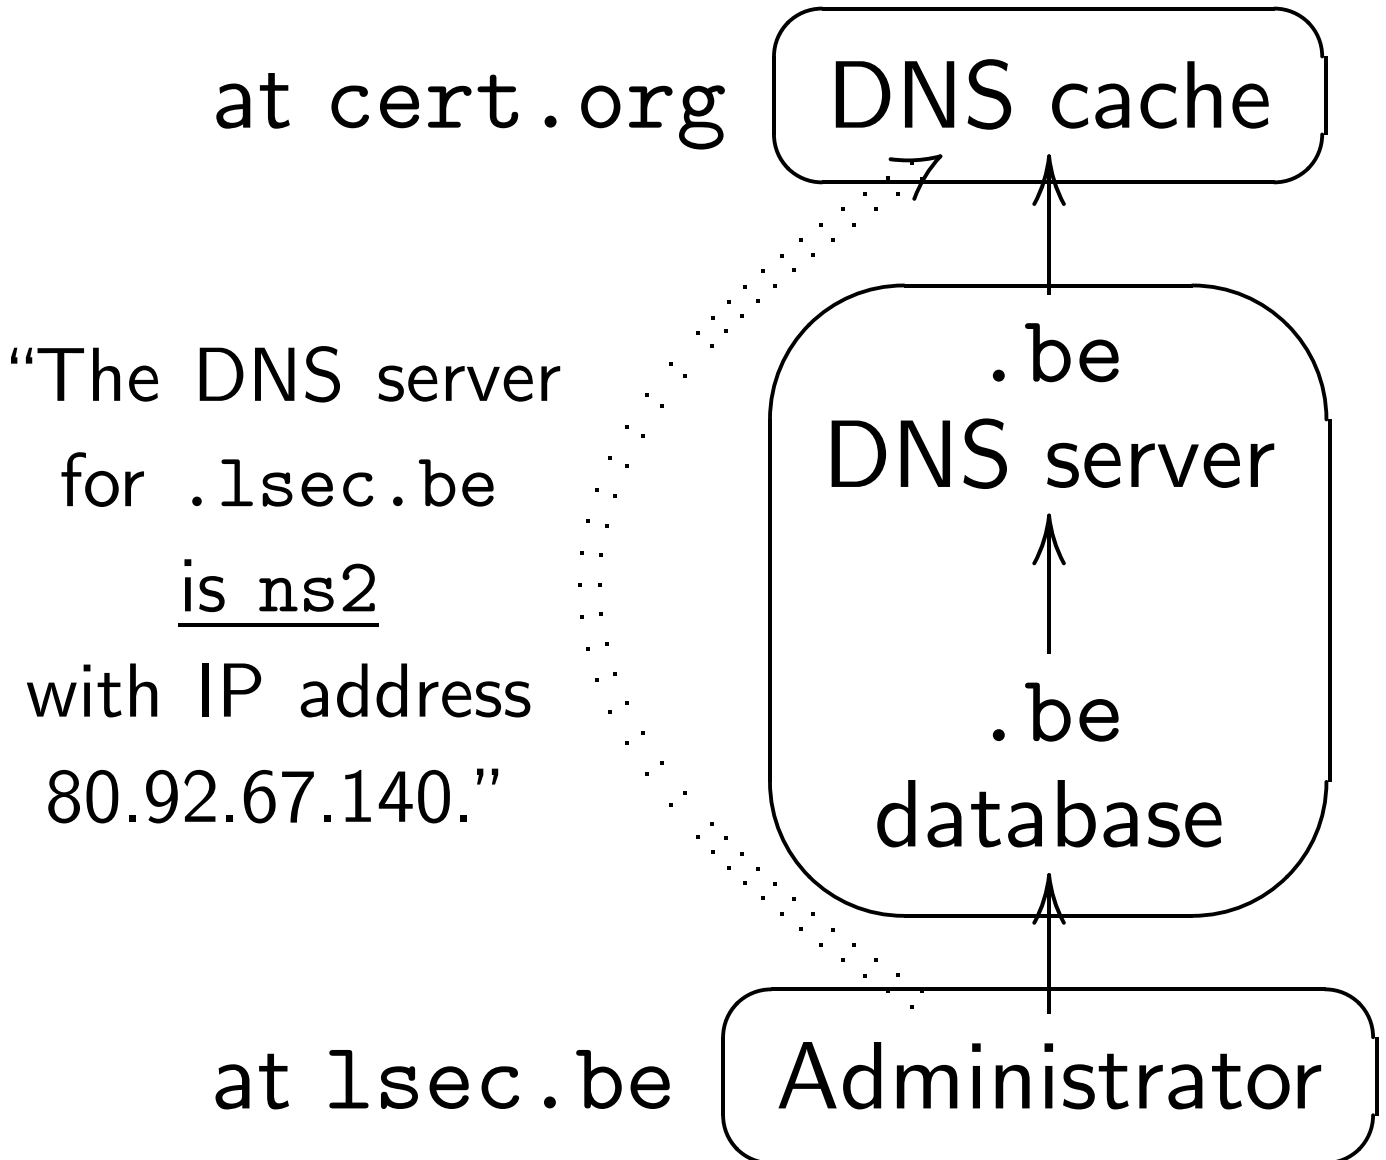 at cert.org DNS cache
“The DNS server
for .lsec.be
is ns2
with IP address
80.92.67.140.”
.be
DNS server
.be
database
at lsec.be Administrator